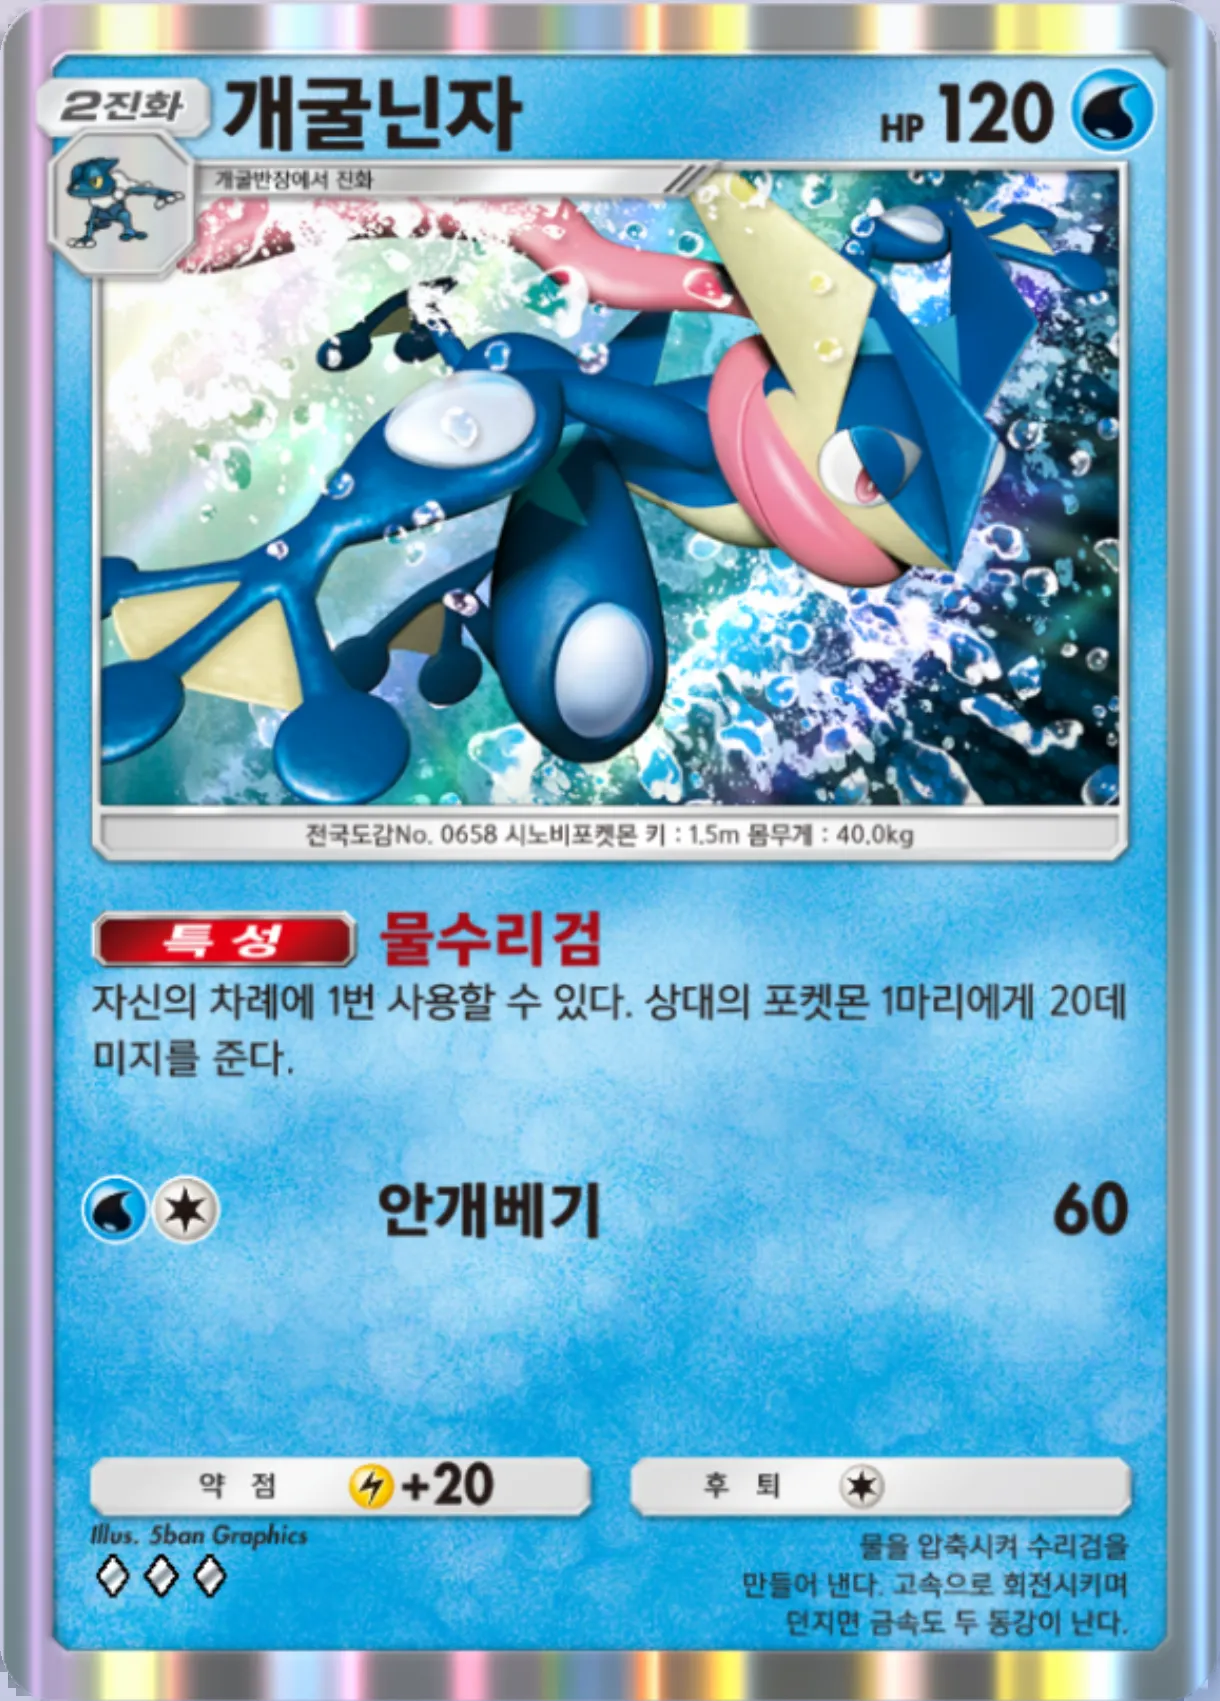 2진화 개굴닌자 HP 120
개굴반장에서 진화
전국도감No. 0658 시노비포켓몬 키 : 1.5m 몸무게 : 40.0kg
특성 물수리검
자신의 차례에 1번 사용할 수 있다. 상대의 포켓몬 1마리에게 20데
미지를 준다.
안개베기 60
약점 +20 후퇴
Illus. 5ban Graphics
물을 압축시켜 수리검을
만들어 낸다. 고속으로 회전시키며
던지면 금속도 두 동강이 난다.